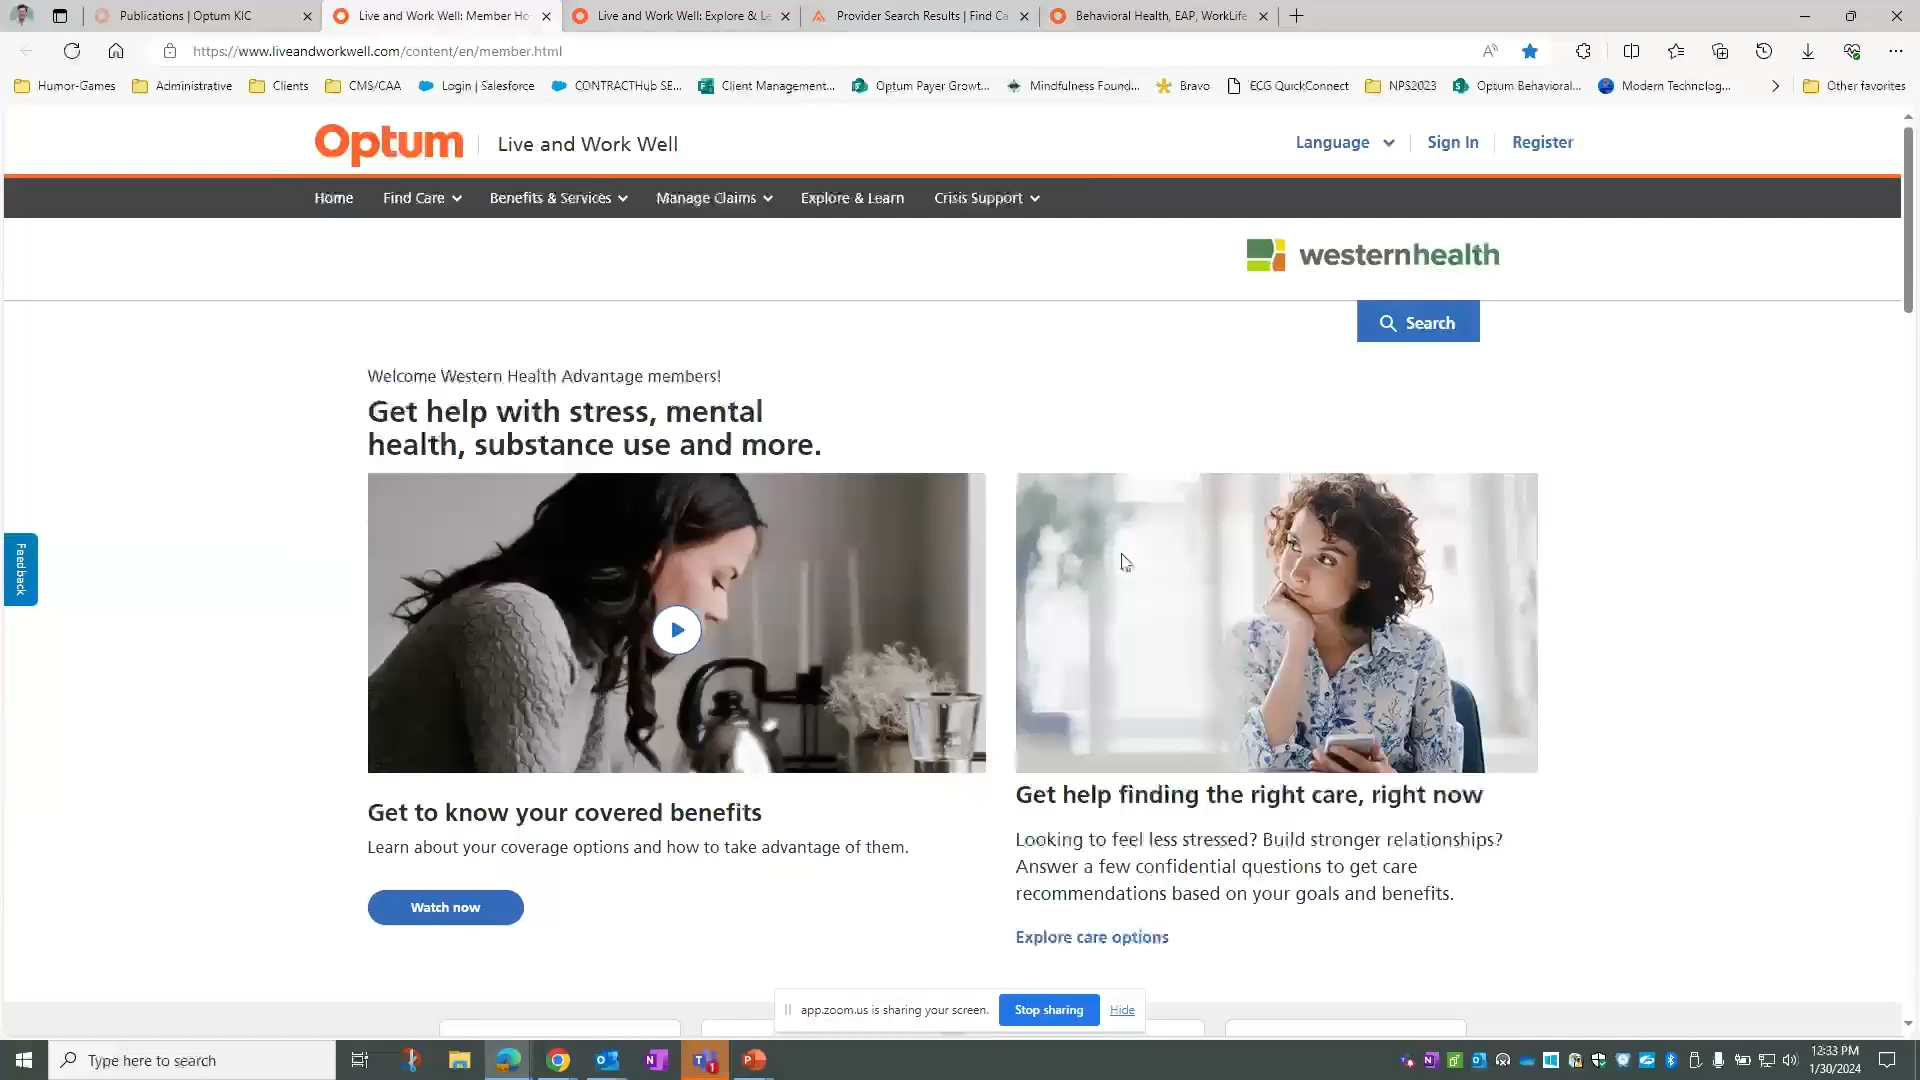 Publications | Optum KIC
Live and Work Well: Member Ho
Live and Work Well: Explore & Le
Provider Search Results | Find Ca
Behavioral Health, EAP, WorkLife
https://www.liveandworkwell.com/content/en/member.html
Humor-Games
Administrative
Clients
CMS/CAA
Login | Salesforce
CONTRACTHub SE...
Client Management...
Optum Payer Growt...
Mindfulness Found...
Bravo
ECG QuickConnect
NPS2023
Optum Behavioral...
Modern Technolog...
Other favorites
Optum
Live and Work Well
Language
Sign In
Register
Home
Find Care
Benefits & Services
Manage Claims
Explore & Learn
Crisis Support
westernhealth
Search
Welcome Western Health Advantage members!
Get help with stress, mental
health, substance use and more.
Feedback
Get to know your covered benefits
Learn about your coverage options and how to take advantage of them.
Watch now
Get help finding the right care, right now
Looking to feel less stressed? Build stronger relationships?
Answer a few confidential questions to get care
recommendations based on your goals and benefits.
Explore care options
app.zoom.us is sharing your screen.
Stop sharing
Hide
Type here to search
12:33 PM
1/30/2024